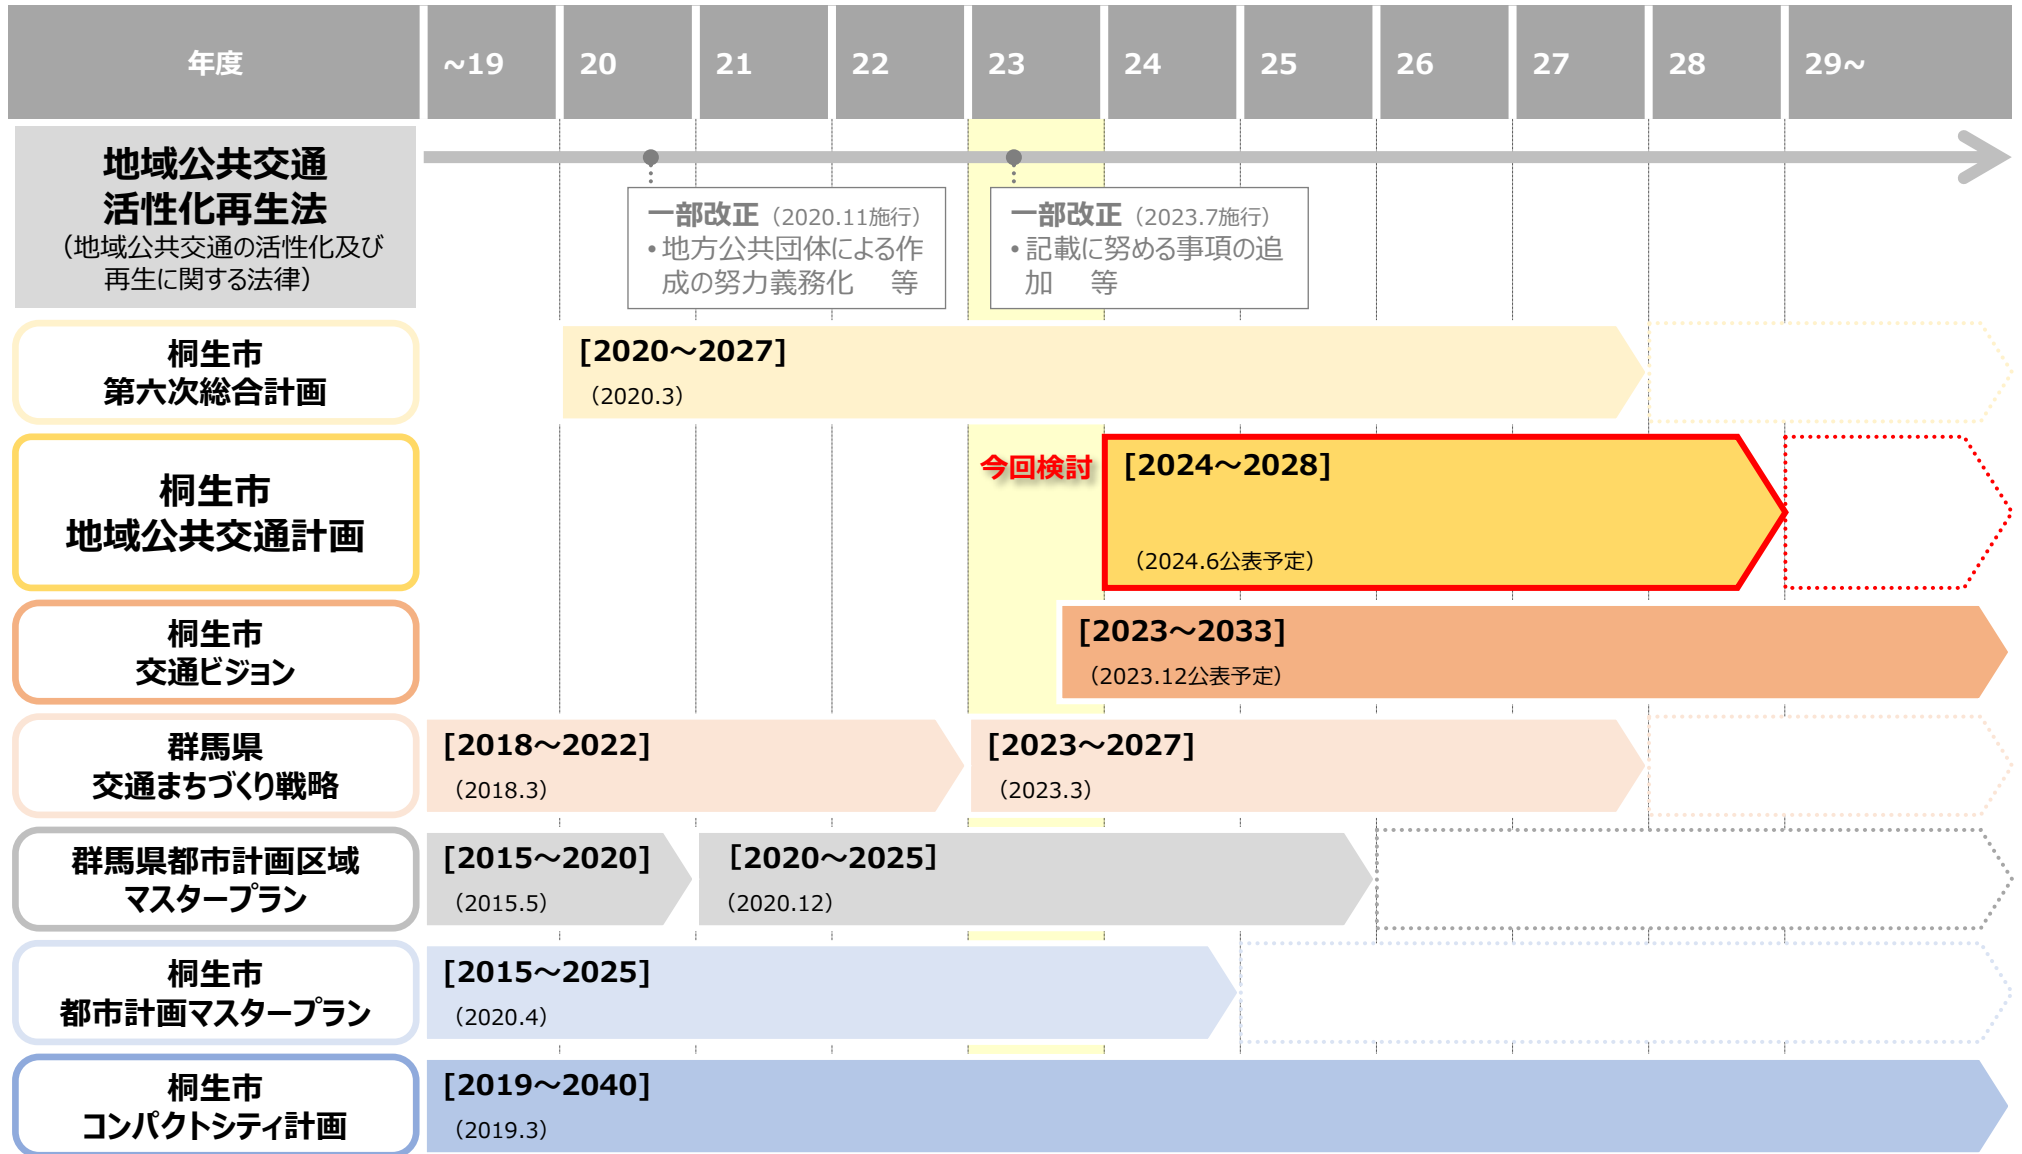 年度 ~19 20 21 22 23 24 25 26 27 28 29~
地域公共交通
活性化再生法
（地域公共交通の活性化及び
再生に関する法律）
一部改正（2020.11施行）
・地方公共団体による作
成の努力義務化　等
一部改正（2023.7施行）
・記載に努める事項の追
加　等
桐生市
第六次総合計画
[2020～2027]
（2020.3）
桐生市
地域公共交通計画
今回検討
[2024～2028]
（2024.6公表予定）
桐生市
交通ビジョン
[2023～2033]
（2023.12公表予定）
群馬県
交通まちづくり戦略
[2018～2022]
（2018.3）
[2023～2027]
（2023.3）
群馬県都市計画区域
マスタープラン
[2015～2020]
（2015.5）
[2020～2025]
（2020.12）
桐生市
都市計画マスタープラン
[2015～2025]
（2020.4）
桐生市
コンパクトシティ計画
[2019～2040]
（2019.3）